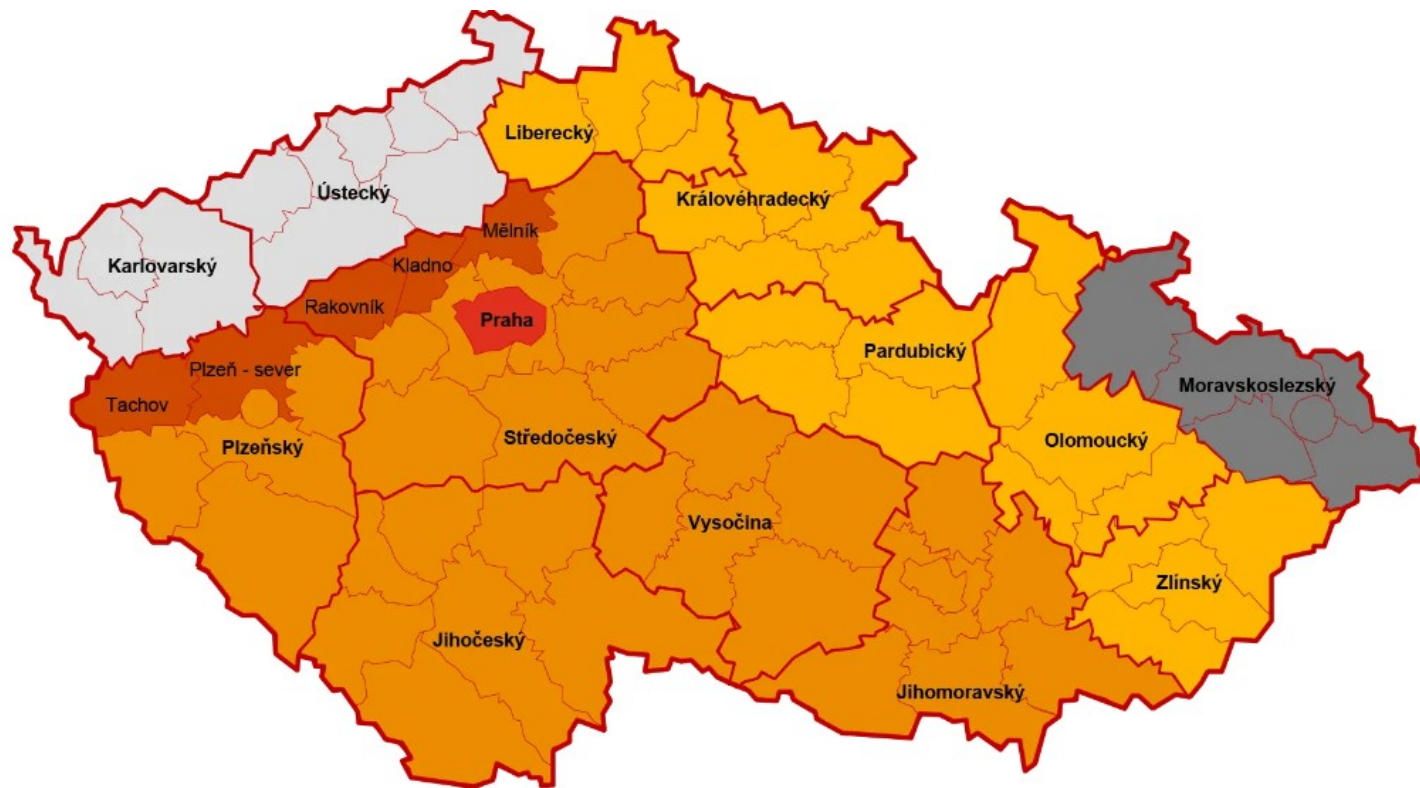 Liberecký
Ústecký
Královéhradecký
Mělník
Karlovarský
Kladno
Rakovník
Praha
Pardubický
Plzeň - sever
Moravskoslezský
Tachov
Plzeňský
Středočeský
Olomoucký
Vysočina
Zlínský
Jihočeský
Jihomoravský